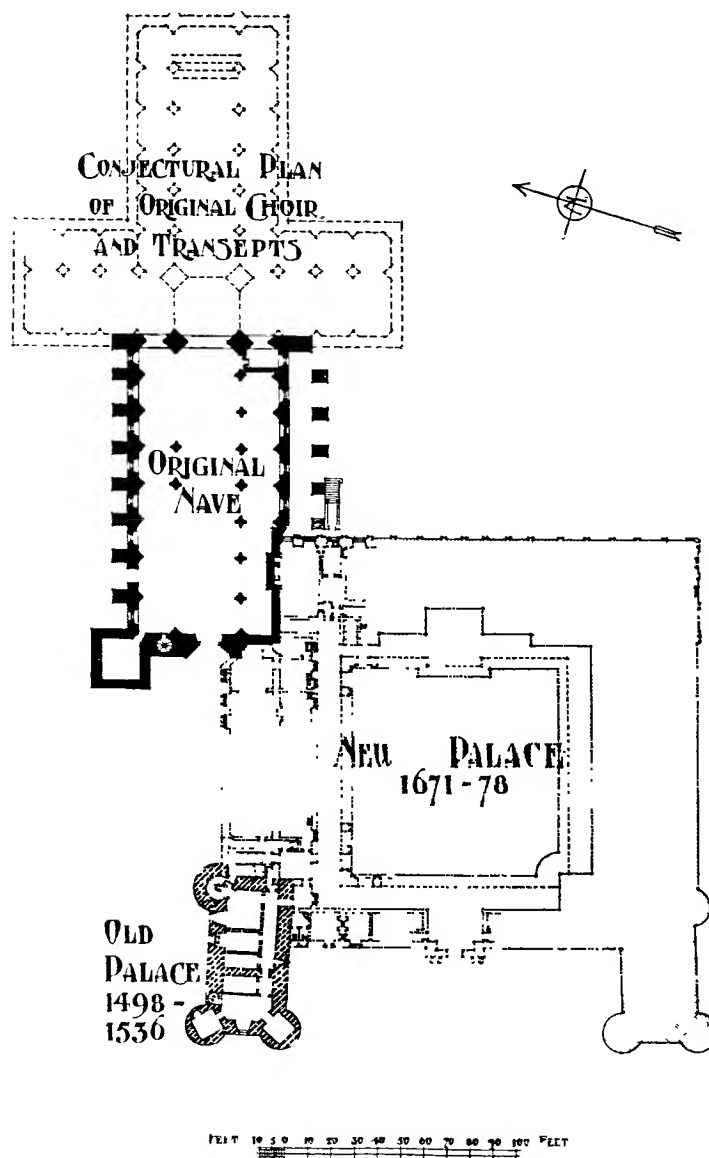 CONJECTURAL PLAN
OF ORIGINAL CHOIR
AND TRANSEPTS
N
ORIGINAL
NAVE
NEW PALACE
1671-78
OLD
PALACE
1498-
1536
FEET 10 5 0 10 20 30 40 50 60 70 80 90 100 FEET